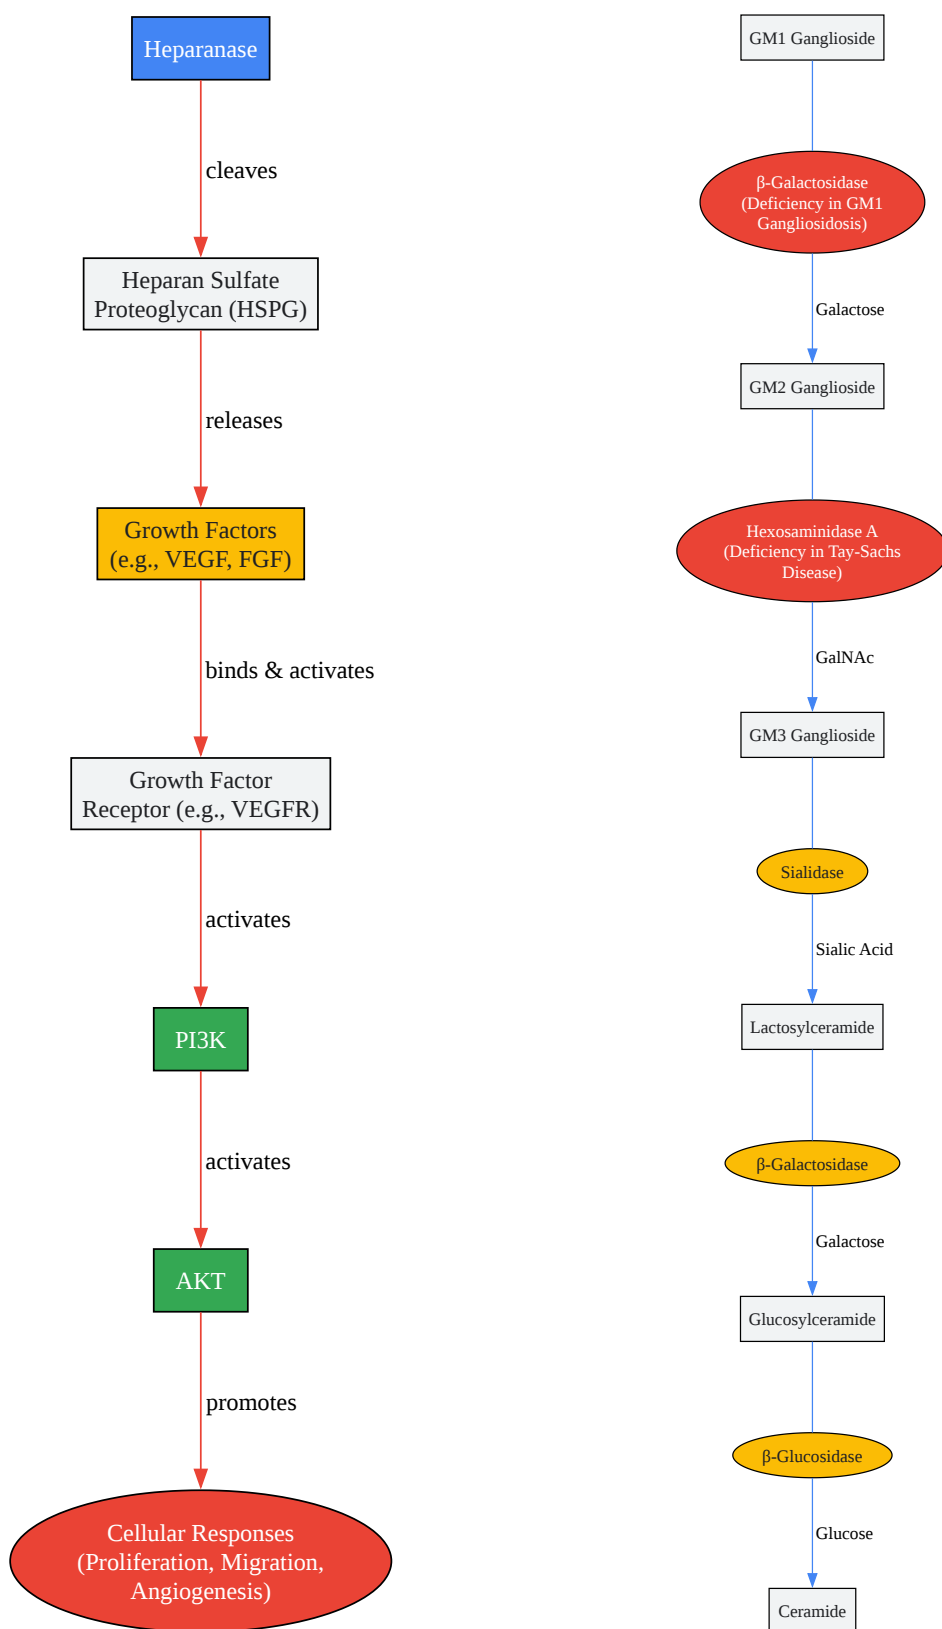 Heparanase
cleaves
Heparan Sulfate
Proteoglycan (HSPG)
releases
Growth Factors
(e.g., VEGF, FGF)
binds & activates
Growth Factor
Receptor (e.g., VEGFR)
activates
PI3K
activates
AKT
promotes
Cellular Responses
(Proliferation, Migration,
Angiogenesis)
GM1 Ganglioside
β-Galactosidase
(Deficiency in GM1
Gangliosidosis)
Galactose
GM2 Ganglioside
Hexosaminidase A
(Deficiency in Tay-Sachs
Disease)
GalNAc
GM3 Ganglioside
Sialidase
Sialic Acid
Lactosylceramide
β-Galactosidase
Galactose
Glucosylceramide
β-Glucosidase
Glucose
Ceramide